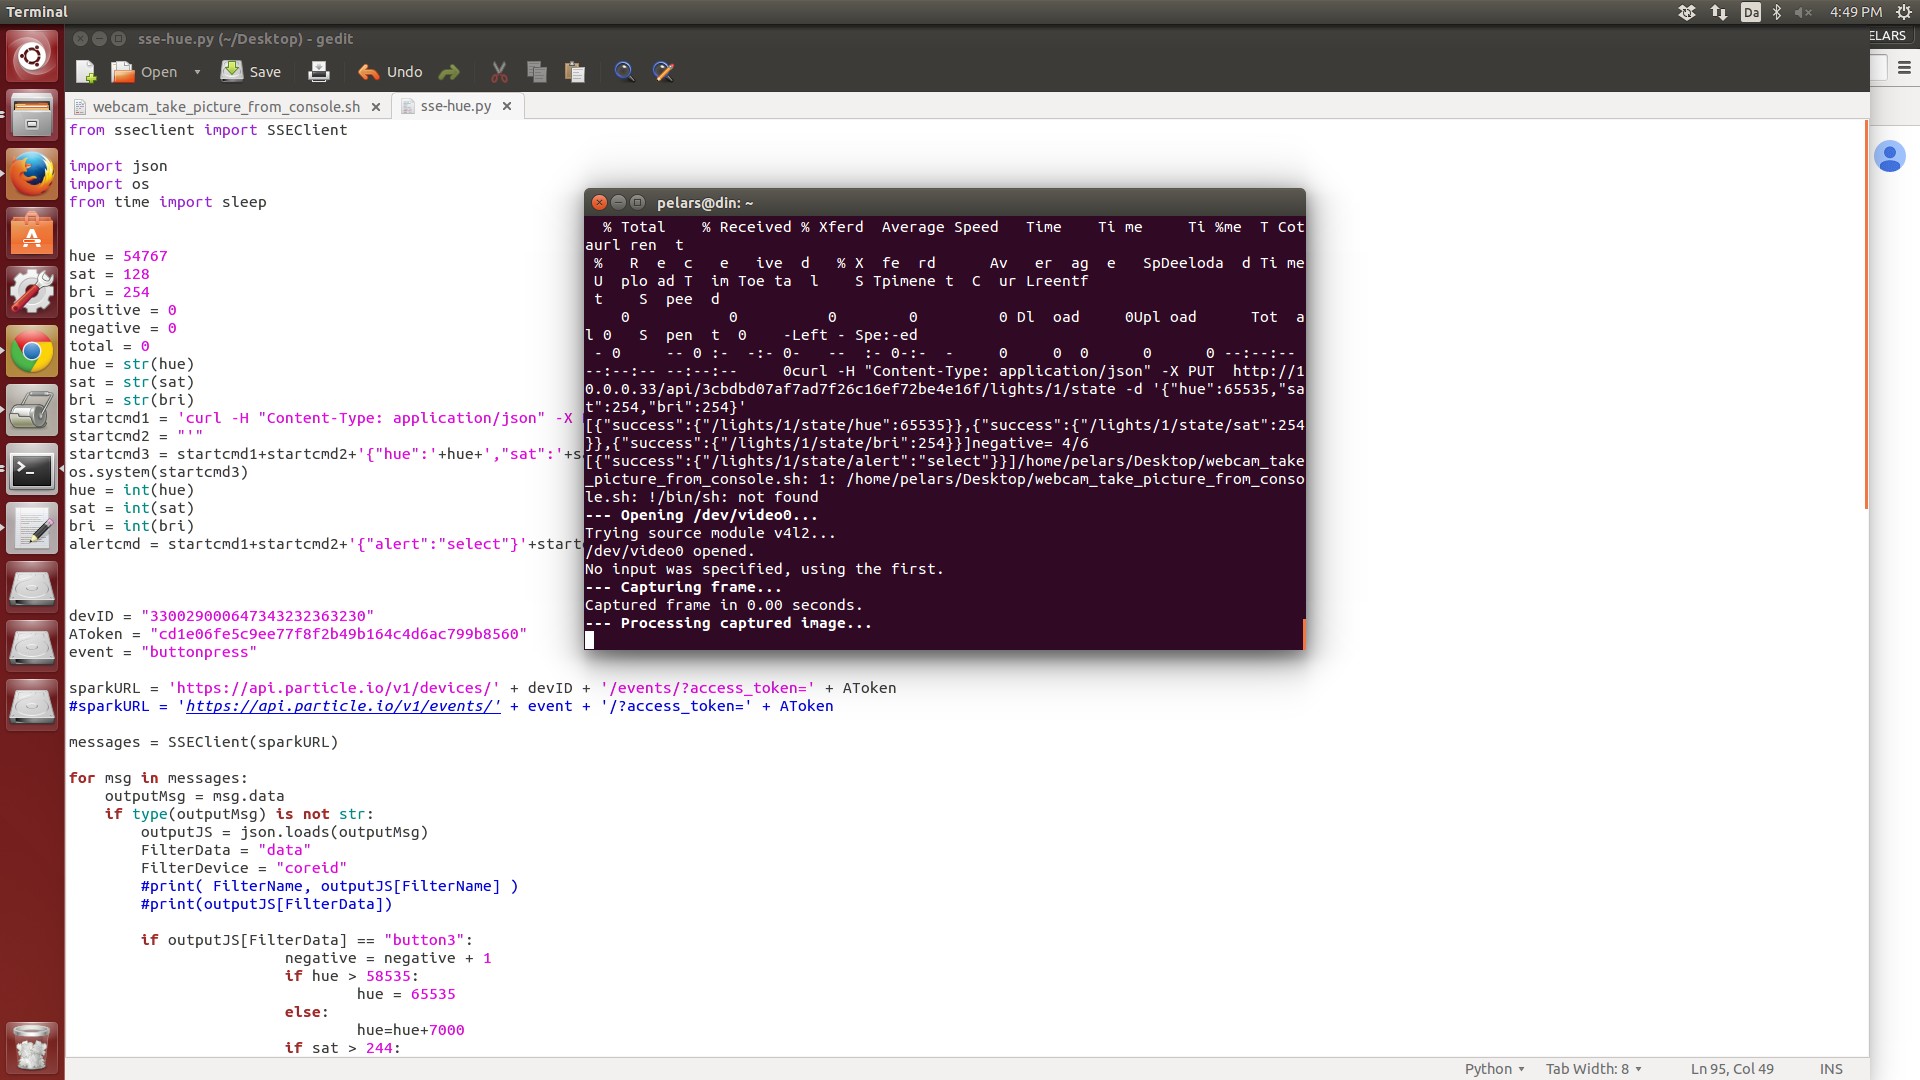 Terminal
Da
4:49 PM
sse-hue.py (~/Desktop) - gedit
ELARS
Open
Save
Undo
webcam_take_picture_from_console.sh
sse-hue.py
from sseclient import SSEClient
import json
import os
from time import sleep
hue = 54767
sat = 128
bri = 254
positive = 0
negative = 0
total = 0
hue = str(hue)
sat = str(sat)
bri = str(bri)
startcmd1 = 'curl -H "Content-Type: application/json" -X
startcmd2 = "'"
startcmd3 = startcmd1+startcmd2+'{"hue":'+hue+',"sat":'+s
os.system(startcmd3)
hue = int(hue)
sat = int(sat)
bri = int(bri)
alertcmd = startcmd1+startcmd2+'{"alert":"select"}'+start
devID = "330029000647343232363230"
AToken = "cd1e06fe5c9ee77f8f2b49b164c4d6ac799b8560"
event = "buttonpress"
sparkURL = 'https://api.particle.io/v1/devices/' + devID + '/events/?access_token=' + AToken
#sparkURL = 'https://api.particle.io/v1/events/' + event + '/?access_token=' + AToken
messages = SSEClient(sparkURL)
for msg in messages:
    outputMsg = msg.data
    if type(outputMsg) is not str:
        outputJS = json.loads(outputMsg)
        FilterData = "data"
        FilterDevice = "coreid"
        #print( FilterName, outputJS[FilterName] )
        #print(outputJS[FilterData])
        if outputJS[FilterData] == "button3":
                        negative = negative + 1
                        if hue > 58535:
                                hue = 65535
                        else:
                                hue=hue+7000
                        if sat > 244:
pelars@din: ~
  % Total    % Received % Xferd  Average Speed   Time    Ti me     Ti %me  T Cot
aurl ren  t
 %   R  e  c   e   ive  d   % X  fe  rd      Av   er  ag  e   SpDeeloda  d Ti me
 U  plo ad T  im Toe ta  l    S Tpimene t  C  ur Lreentf
 t    S  pee  d
    0           0          0        0         0 Dl  oad     0Upl oad      Tot  a
l 0   S  pen  t  0    -Left - Spe:-ed
 - 0     -- 0 :-  -:- 0-   --  :- 0-:-  -     0     0  0      0      0 --:--:--
--:--:-- --:--:--     0curl -H "Content-Type: application/json" -X PUT  http://1
0.0.0.33/api/3cbdbd07af7ad7f26c16ef72be4e16f/lights/1/state -d '{"hue":65535,"sa
t":254,"bri":254}'
[{"success":{"/lights/1/state/hue":65535}},{"success":{"/lights/1/state/sat":254
}},{"success":{"/lights/1/state/bri":254}}]negative= 4/6
[{"success":{"/lights/1/state/alert":"select"}}]/home/pelars/Desktop/webcam_take
_picture_from_console.sh: 1: /home/pelars/Desktop/webcam_take_picture_from_conso
le.sh: !/bin/sh: not found
--- Opening /dev/video0...
Trying source module v4l2...
/dev/video0 opened.
No input was specified, using the first.
--- Capturing frame...
Captured frame in 0.00 seconds.
--- Processing captured image...
Python
Tab Width: 8
Ln 95, Col 49
INS